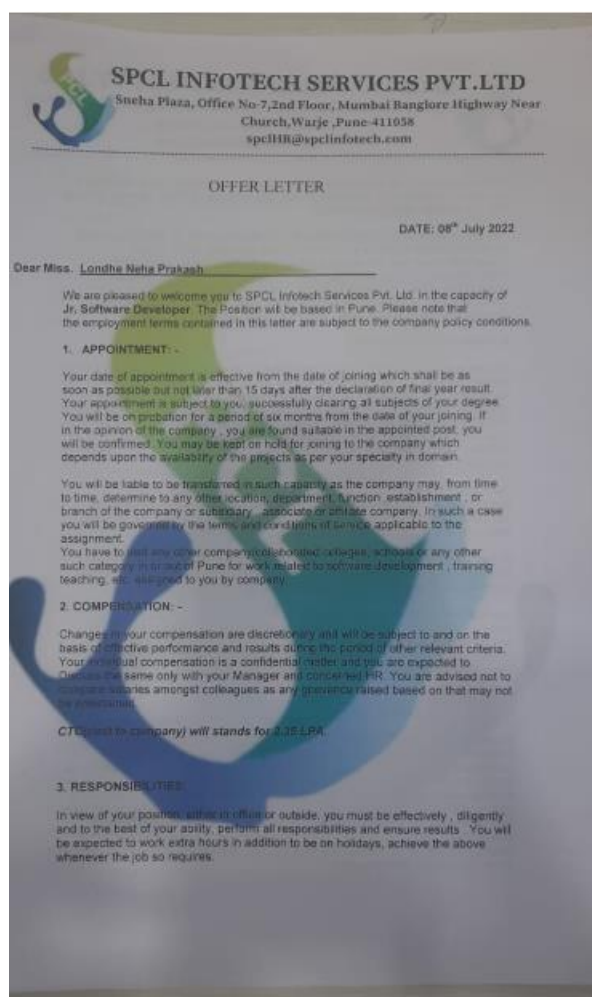 SPCL
SPCL INFOTECH SERVICES PVT.LTD
Sneha Plaza, Office No-7,2nd Floor, Mumbai Banglore Highway Near
Church,Warje ,Pune-411058
spclHR@spclinfotech.com
OFFER LETTER
DATE: 08th July 2022
Dear Miss. Londhe Neha Prakash
We are pleased to welcome you to SPCL Infotech Services Pvt. Ltd. in the capacity of
Jr. Software Developer. The Position will be based in Pune. Please note that
the employment terms contained in this letter are subject to the company policy conditions.
1. APPOINTMENT: -
Your date of appointment is effective from the date of joining which shall be as
soon as possible but not later than 15 days after the declaration of final year result.
Your appointment is subject to you, successfully clearing all subjects of your degree.
You will be on probation for a period of six months from the date of your joining. If
in the opinion of the company , you are found suitable in the appointed post, you
will be confirmed. You may be kept on hold for joining to the company which
depends upon the availability of the projects as per your specialty in domain.
You will be liable to be transferred in such capacity as the company may, from time
to time, determine to any other location, department, function ,establishment , or
branch of the company or subsidiary , associate or affiliate company. In such a case
you will be governed by the terms and conditions of service applicable to the
assignment.
You have to any other company,collaborated colleges, schools or any other
such category in or out of Pune for work related to software development , training
teaching, etc. assigned to you by company.
2. COMPENSATION: -
Changes in your compensation are discretionary and will be subject to and on the
basis of effective performance and results during the period of other relevant criteria.
Your individual compensation is a confidential matter and you are expected to
Discuss the same only with your Manager and concerned HR. You are advised not to
compare salaries amongst colleagues as any grievance raised based on that may not
be entertained.
CTC(cost to company) will stands for 2.35 LPA.
3. RESPONSIBILITIES:
In view of your position, either in office or outside, you must be effectively , diligently
and to the best of your ability, perform all responsibilities and ensure results . You will
be expected to work extra hours in addition to be on holidays, achieve the above
whenever the job so requires.